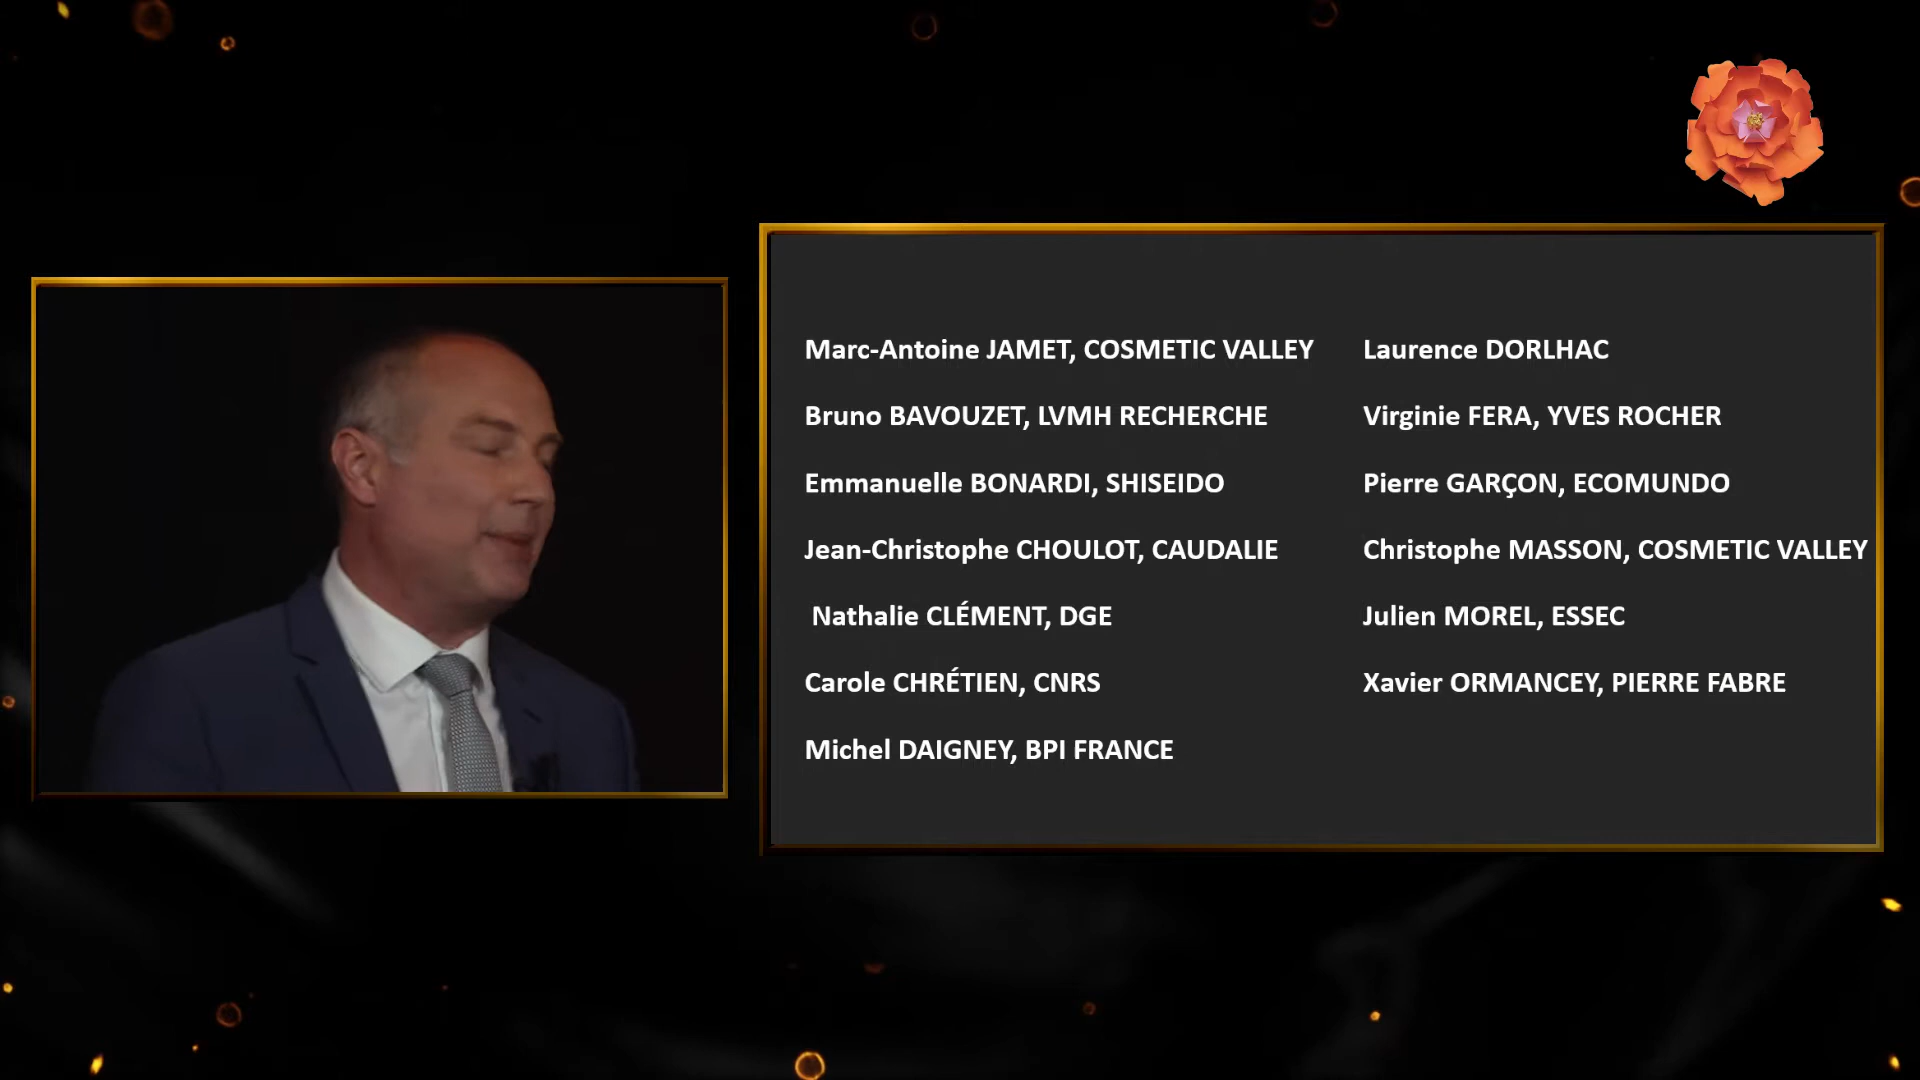 Marc-Antoine JAMET, COSMETIC VALLEY
Bruno BAVOUZET, LVMH RECHERCHE
Emmanuelle BONARDI, SHISEIDO
Jean-Christophe CHOULOT, CAUDALIE
Nathalie CLÉMENT, DGE
Carole CHRÉTIEN, CNRS
Michel DAIGNEY, BPI FRANCE
Laurence DORLHAC
Virginie FERA, YVES ROCHER
Pierre GARÇON, ECOMUNDO
Christophe MASSON, COSMETIC VALLEY
Julien MOREL, ESSEC
Xavier ORMANCEY, PIERRE FABRE